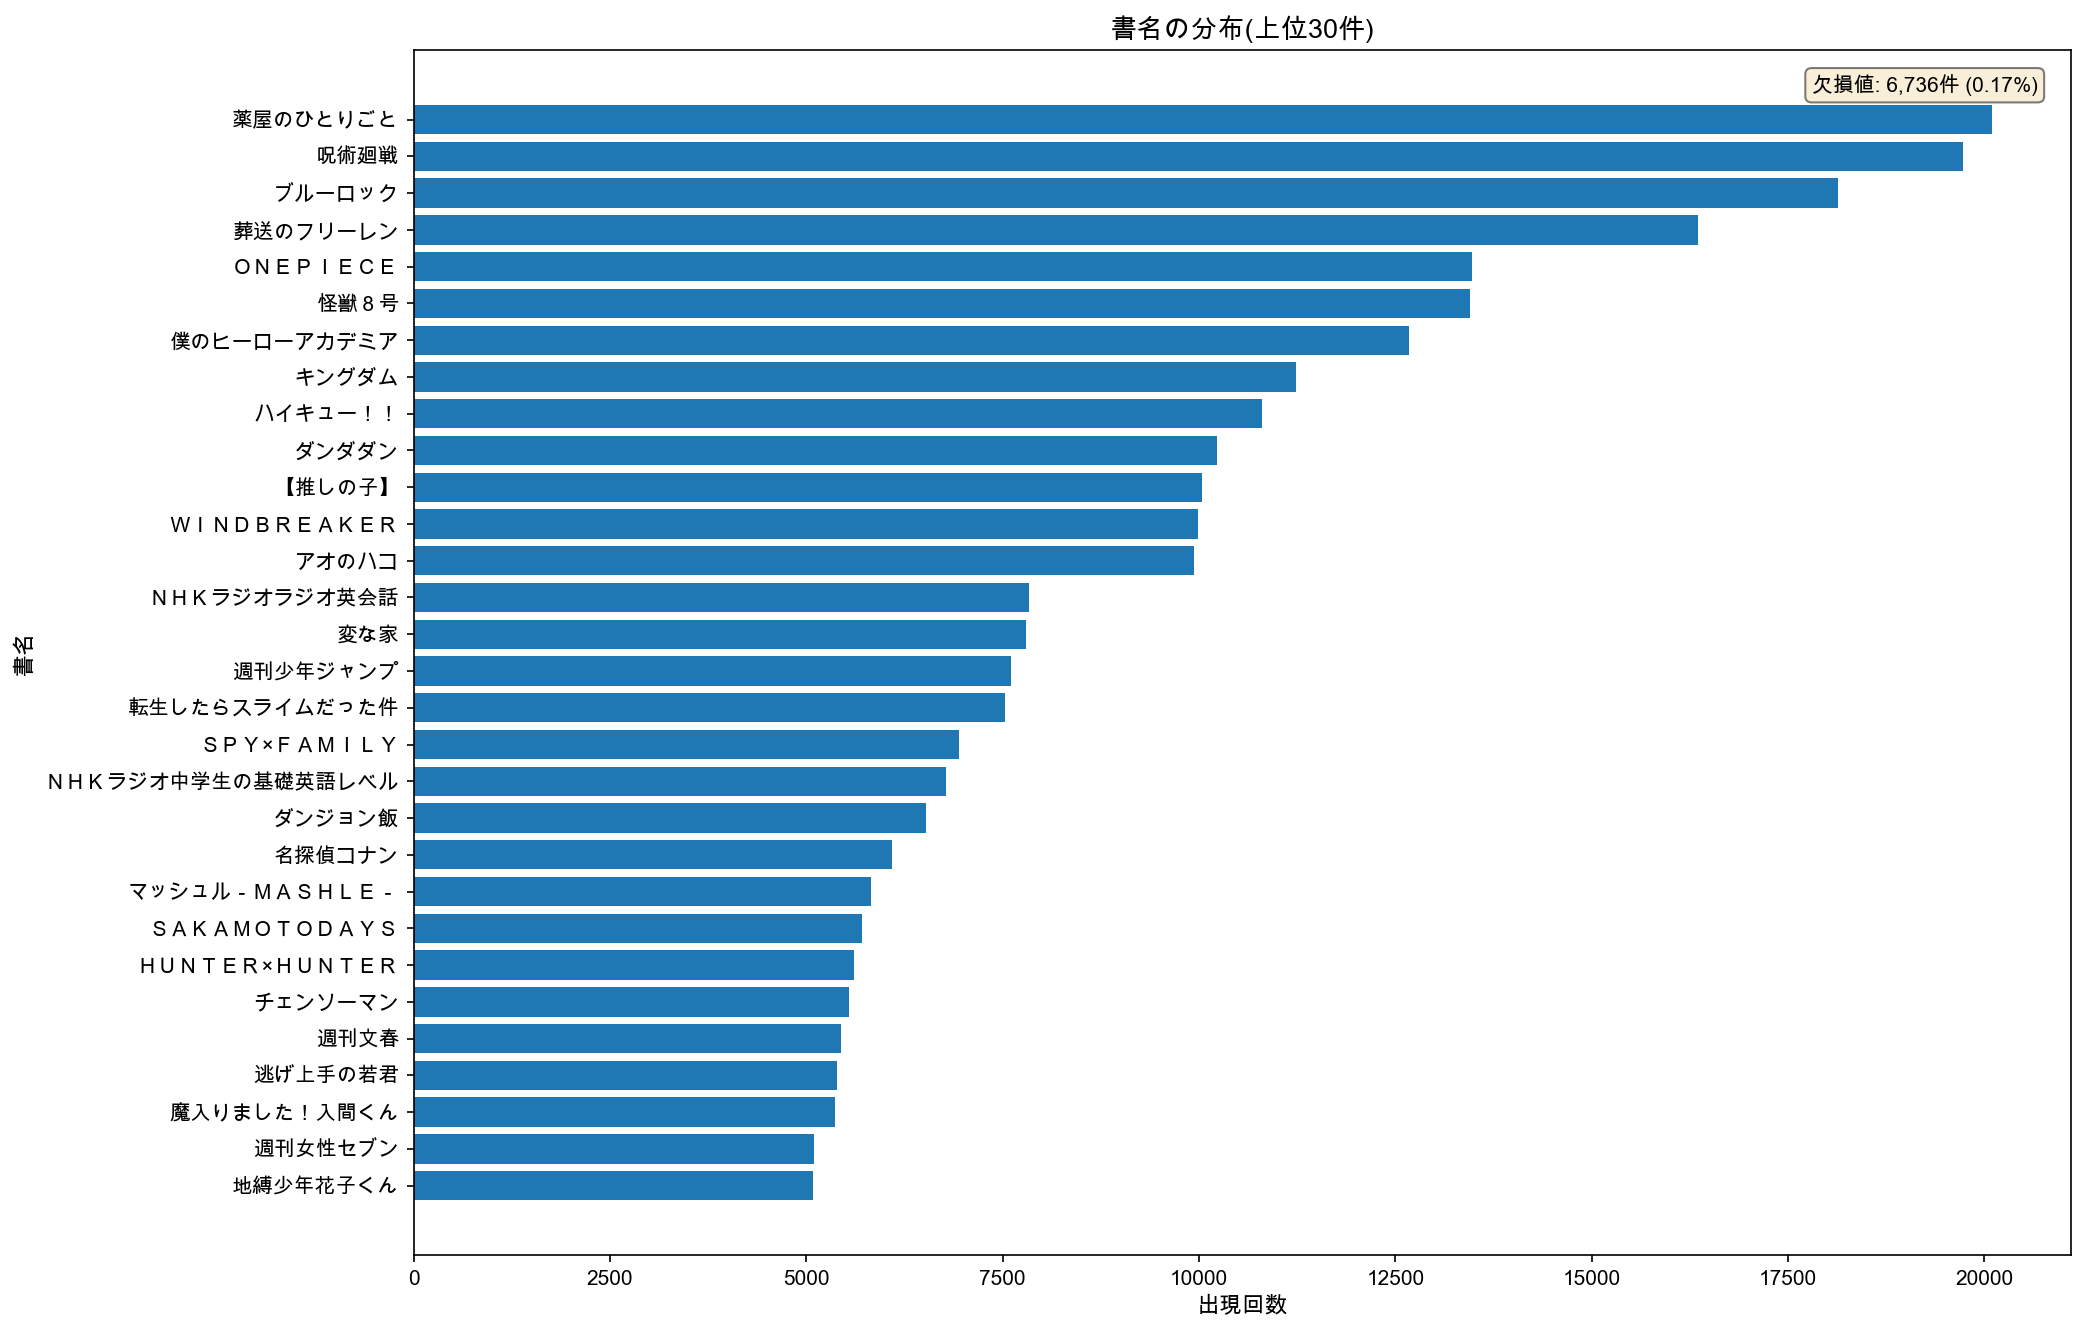 書名の分布(上位30件)
欠損値: 6,736件 (0.17%)
薬屋のひとりごと
呪術廻戦
ブルーロック
葬送のフリーレン
ＯＮＥＰＩＥＣＥ
怪獣８号
僕のヒーローアカデミア
キングダム
ハイキュー！！
ダンダダン
【推しの子】
ＷＩＮＤＢＲＥＡＫＥＲ
アオのハコ
ＮＨＫラジオラジオ英会話
変な家
週刊少年ジャンプ
転生したらスライムだった件
ＳＰＹ×ＦＡＭＩＬＹ
ＮＨＫラジオ中学生の基礎英語レベル
ダンジョン飯
名探偵コナン
マッシュル－ＭＡＳＨＬＥ－
ＳＡＫＡＭＯＴＯＤＡＹＳ
ＨＵＮＴＥＲ×ＨＵＮＴＥＲ
チェンソーマン
週刊文春
逃げ上手の若君
魔入りました！入間くん
週刊女性セブン
地縛少年花子くん
書名
0 2500 5000 7500 10000 12500 15000 17500 20000
出現回数